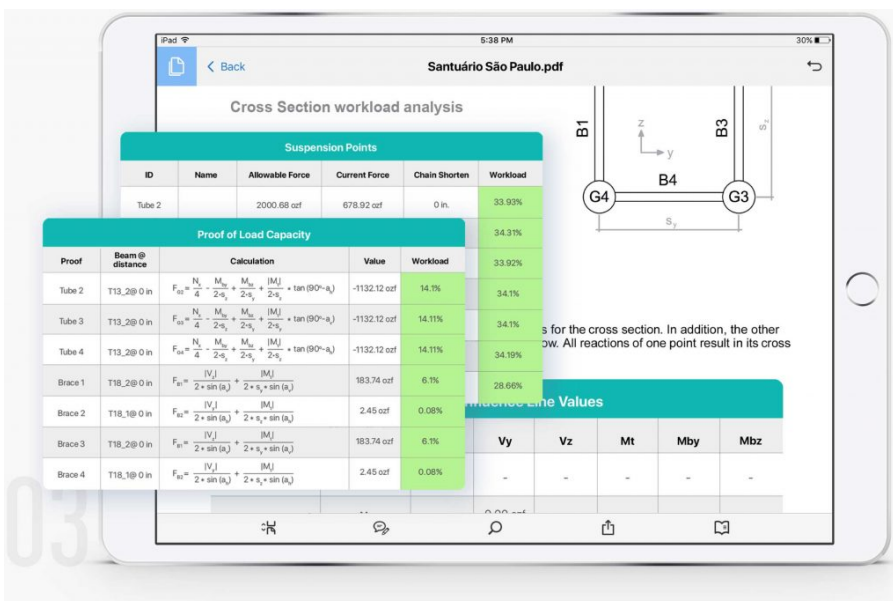 iPad
5:38 PM
30%
Back
Santuário São Paulo.pdf
Cross Section workload analysis
B1
z
y
B3
s_z
B4
G4
G3
s_y
Suspension Points
ID Name Allowable Force Current Force Chain Shorten Workload
Tube 2 2000.68 ozf 678.92 ozf 0 in. 33.93%
34.31%
33.92%
34.1%
34.1%
34.19%
28.66%
Proof of Load Capacity
Proof Beam @ distance Calculation Value Workload
Tube 2 T13_2@ 0 in -1132.12 ozf 14.1%
Tube 3 T13_2@ 0 in -1132.12 ozf 14.11%
Tube 4 T13_2@ 0 in -1132.12 ozf 14.11%
Brace 1 T18_2@ 0 in 183.74 ozf 6.1%
Brace 2 T18_1@ 0 in 2.45 ozf 0.08%
Brace 3 T18_2@ 0 in 183.74 ozf 6.1%
Brace 4 T18_1@ 0 in 2.45 ozf 0.08%
s for the cross section. In addition, the other
ow. All reactions of one point result in its cross
Line Values
Vy Vz Mt Mby Mbz
- - - - -
03